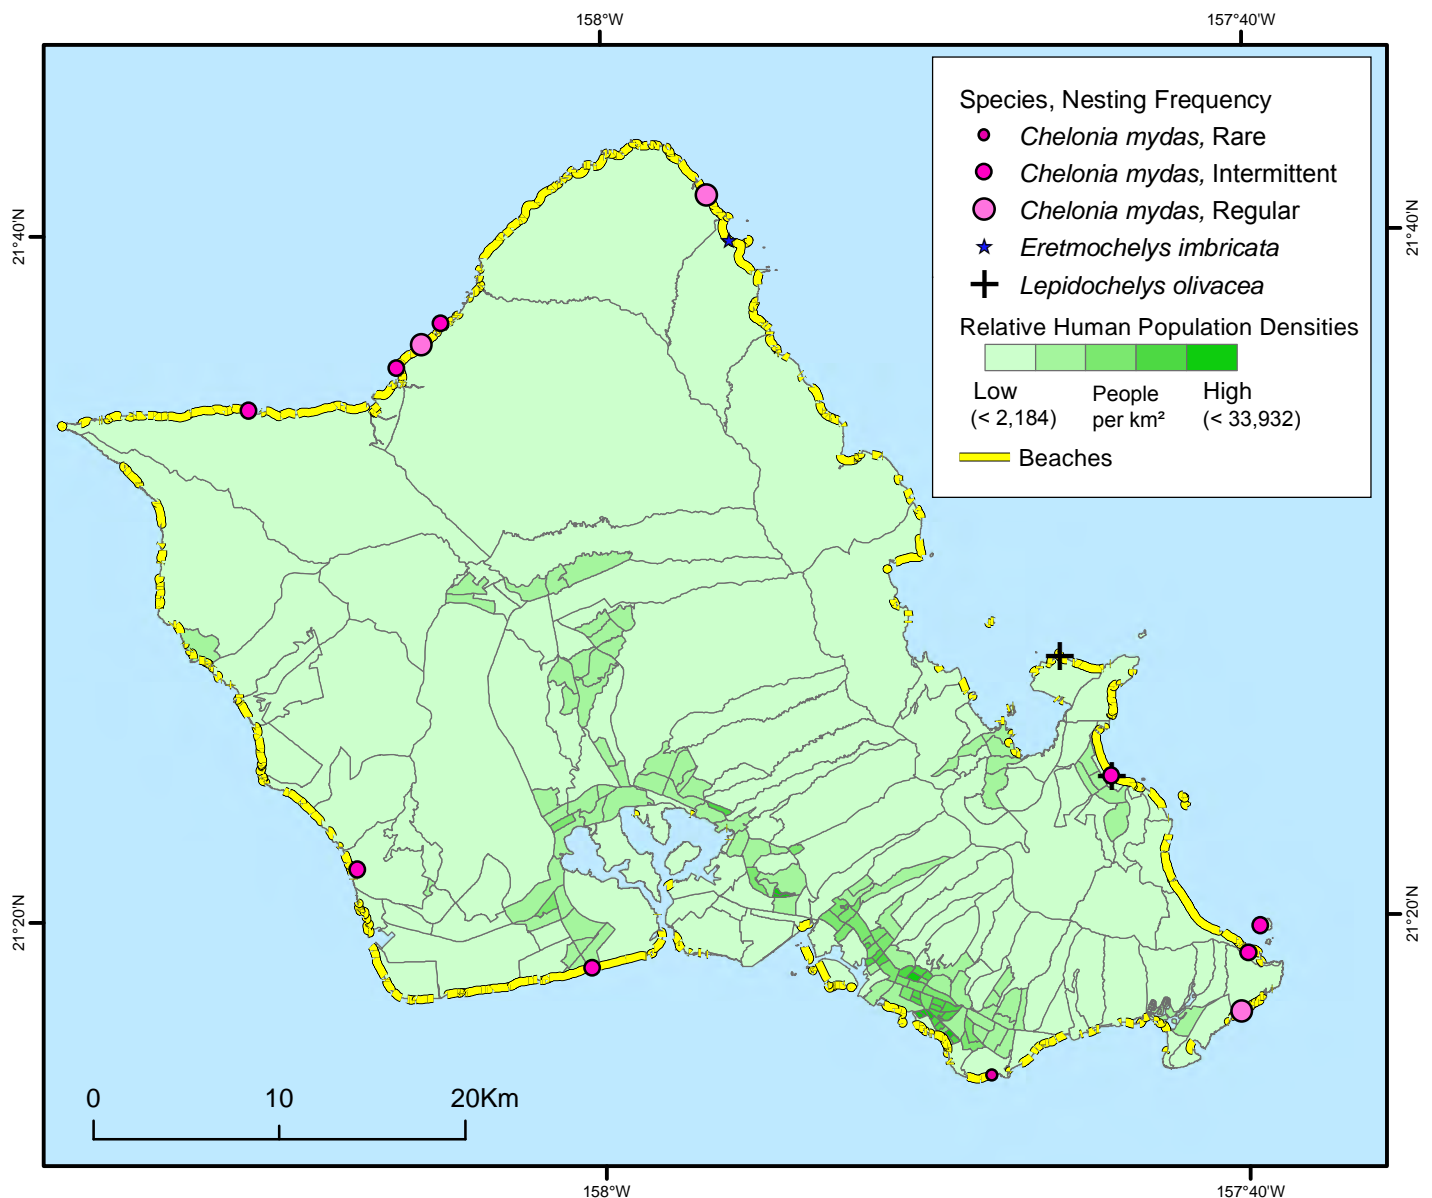 158°W
157°40'W
Species, Nesting Frequency
Chelonia mydas, Rare
Chelonia mydas, Intermittent
Chelonia mydas, Regular
Eretmochelys imbricata
Lepidochelys olivacea
Relative Human Population Densities
Low People High
(< 2,184) per km² (< 33,932)
Beaches
21°40'N
21°40'N
21°20'N
21°20'N
0 10 20Km
158°W
157°40'W